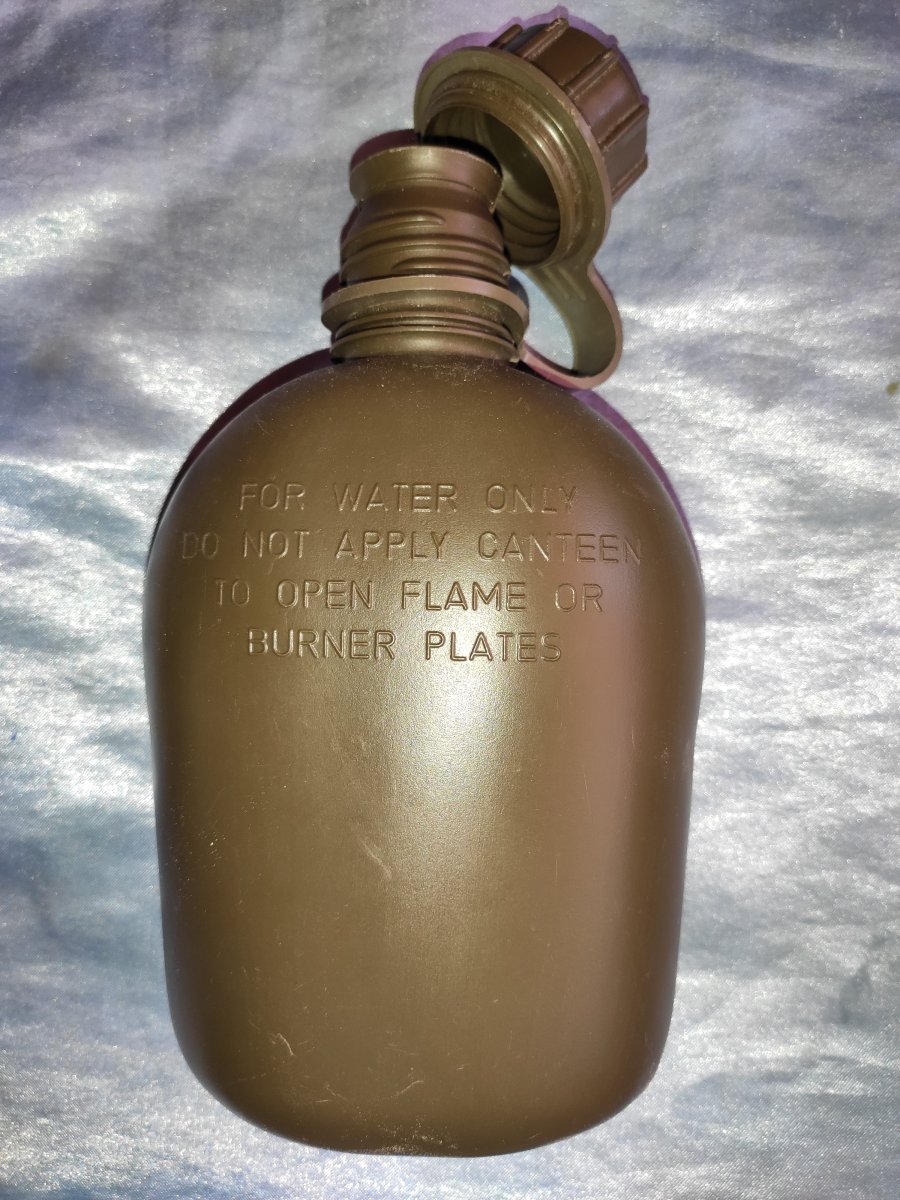 FOR WATER ONLY
DO NOT APPLY CANTEEN
TO OPEN FLAME OR
BURNER PLATES